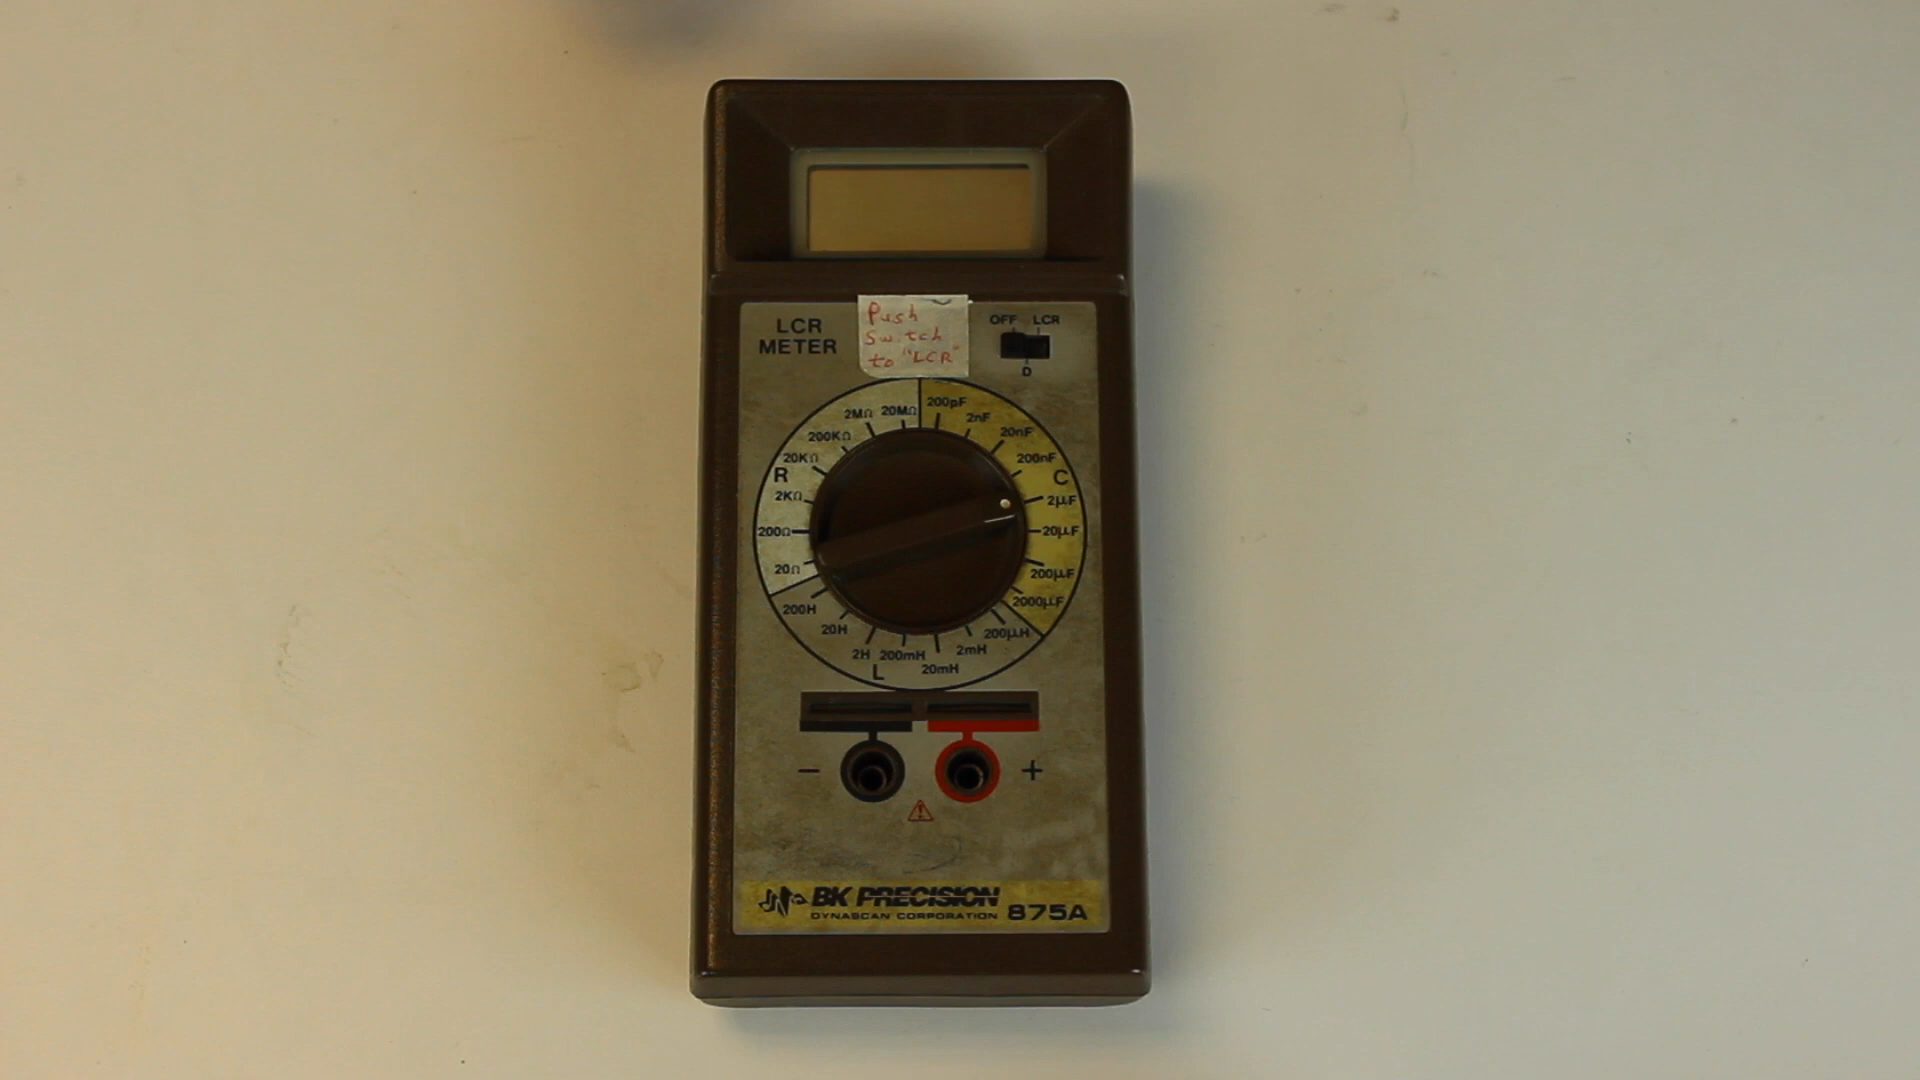 LCR
METER
Push
Switch
to "LCR"
OFF LCR
D
2MΩ 20MΩ 200pF 2nF
200KΩ 20nF
20KΩ 200nF
R C
2KΩ 2µF
200Ω 20µF
20Ω 200µF
200H 2000µF
20H 200µH
2H 200mH 20mH 2mH
L
− +
BK PRECISION
DYNASCAN CORPORATION 875A